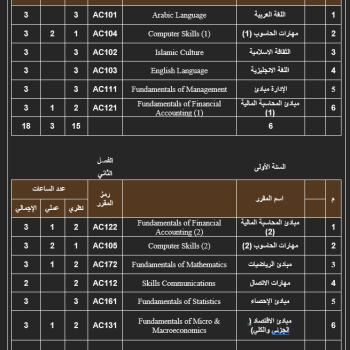 3 3 AC101 Arabic Language اللغة العربية 1
3 2 1 AC104 Computer Skills (1) مهارات الحاسوب (1) 2
3 3 AC102 Islamic Culture الثقافة الاسلامية 3
3 3 AC103 English Language اللغة الانجليزية 4
3 3 AC111 Fundamentals of Management الإدارة مبادئ 5
3 1 2 AC121 Fundamentals of Financial Accounting (1) مبادئ المحاسبة المالية (1) 6
18 3 15 6
السنة الأولى الفصل الثاني
م اسم المقرر رمز المقرر عدد الساعات
نظري عملي الإجمالي
3 1 2 AC122 Fundamentals of Financial Accounting (2) مبادئ المحاسبة المالية (2) 1
3 2 1 AC105 Computer Skills (2) مهارات الحاسوب (2) 2
3 1 2 AC172 Fundamentals of Mathematics مبادئ الرياضيات 3
2 2 AC112 Skills Communications مهارات الاتصال 4
3 3 AC161 Fundamentals of Statistics مبادئ الإحصاء 5
3 1 2 AC131 Fundamentals of Micro & Macroeconomics مبادئ الاقتصاد ( الجزئي والكلي) 6